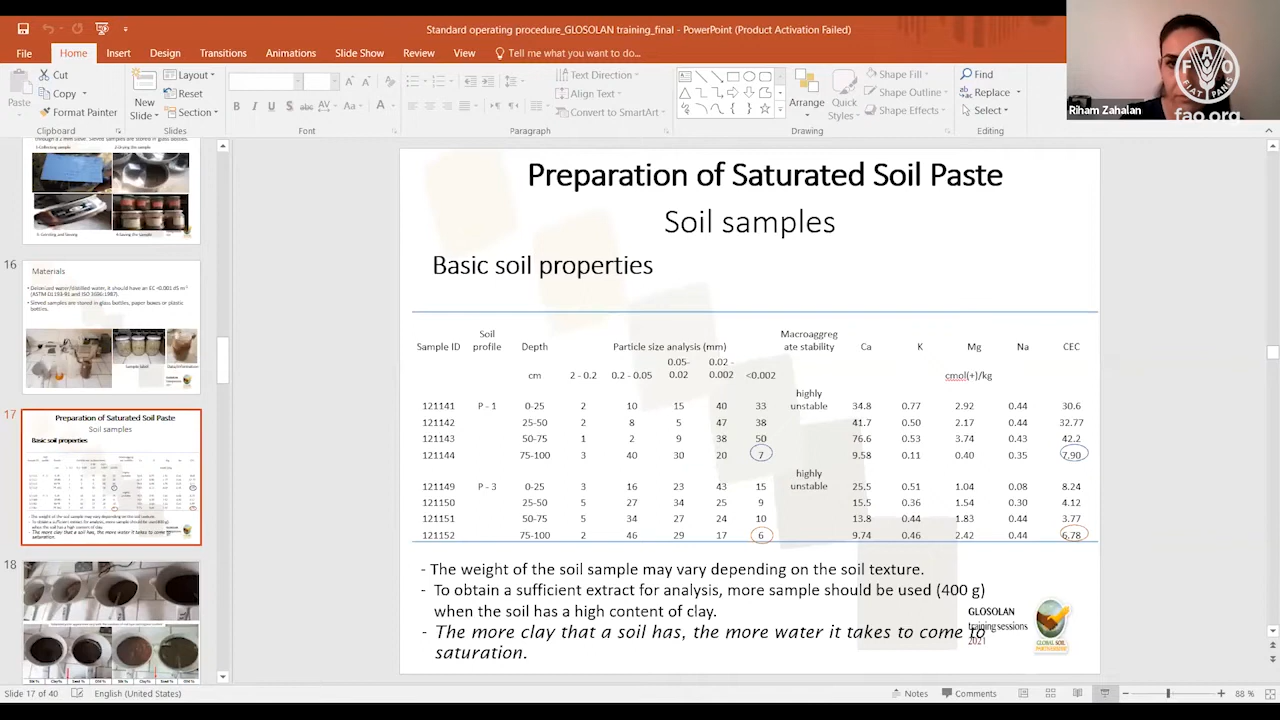 Standard operating procedure_GLOSOLAN training_final - PowerPoint (Product Activation Failed)
File Home Insert Design Transitions Animations Slide Show Review View Tell me what you want to do...
Paste
Cut
Copy
Format Painter
Clipboard
New
Slide
Layout
Reset
Section
Slides
Font
Text Direction
Align Text
Convert to SmartArt
Paragraph
Arrange
Quick
Styles
Shape Fill
Shape Outline
Shape Effects
Drawing
Find
Replace
Select
Editing
Riham Zahalan
FAO
FIAT PANIS
fao.org
16
Materials
17
Preparation of Saturated Soil Paste
Soil samples
Basic soil properties
18
Preparation of Saturated Soil Paste
Soil samples
Basic soil properties
Sample ID Soil profile Depth Particle size analysis (mm) Macroaggreg ate stability Ca K Mg Na CEC
cm 2 - 0.2 0.2 - 0.05 0.05- 0.02 0.02 - 0.002 <0.002 cmol(+)/kg
121141 P - 1 0-25 2 10 15 40 33 highly unstable 34.8 0.77 2.92 0.44 30.6
121142 25-50 2 8 5 47 38 41.7 0.50 2.17 0.44 32.77
121143 50-75 1 2 9 38 50 76.6 0.53 3.74 0.43 42.2
121144 75-100 3 40 30 20 7 9.58 0.11 0.40 0.35 7.90
121149 P - 3 0-25 3 16 23 43 15 highly unstable 15.5 0.51 1.04 0.08 8.24
121150 25-50 5 27 34 25 9 15.5 0.36 1.54 0.36 4.12
121151 50-75 5 34 27 24 10 13.8 0.44 1.81 0.44 3.77
121152 75-100 2 46 29 17 6 9.74 0.46 2.42 0.44 6.78
- The weight of the soil sample may vary depending on the soil texture.
- To obtain a sufficient extract for analysis, more sample should be used (400 g)
when the soil has a high content of clay.
- The more clay that a soil has, the more water it takes to come to
saturation.
GLOSOLAN
training sessions
2021
GLOBAL SOIL
PARTNERSHIP
Slide 17 of 40 English (United States) Notes Comments 88 %